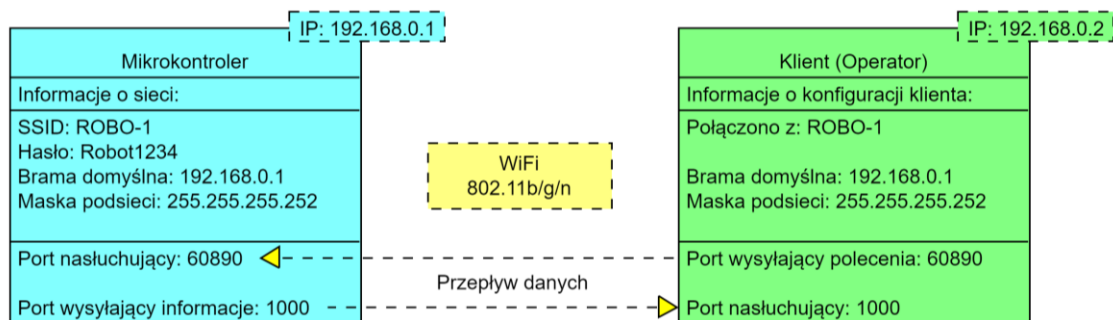 IP: 192.168.0.1
Mikrokontroler
Informacje o sieci:
SSID: ROBO-1
Hasło: Robot1234
Brama domyślna: 192.168.0.1
Maska podsieci: 255.255.255.252
Port nasłuchujący: 60890
Port wysyłający informacje: 1000
WiFi
802.11b/g/n
Przepływ danych
IP: 192.168.0.2
Klient (Operator)
Informacje o konfiguracji klienta:
Połączono z: ROBO-1
Brama domyślna: 192.168.0.1
Maska podsieci: 255.255.255.252
Port wysyłający polecenia: 60890
Port nasłuchujący: 1000